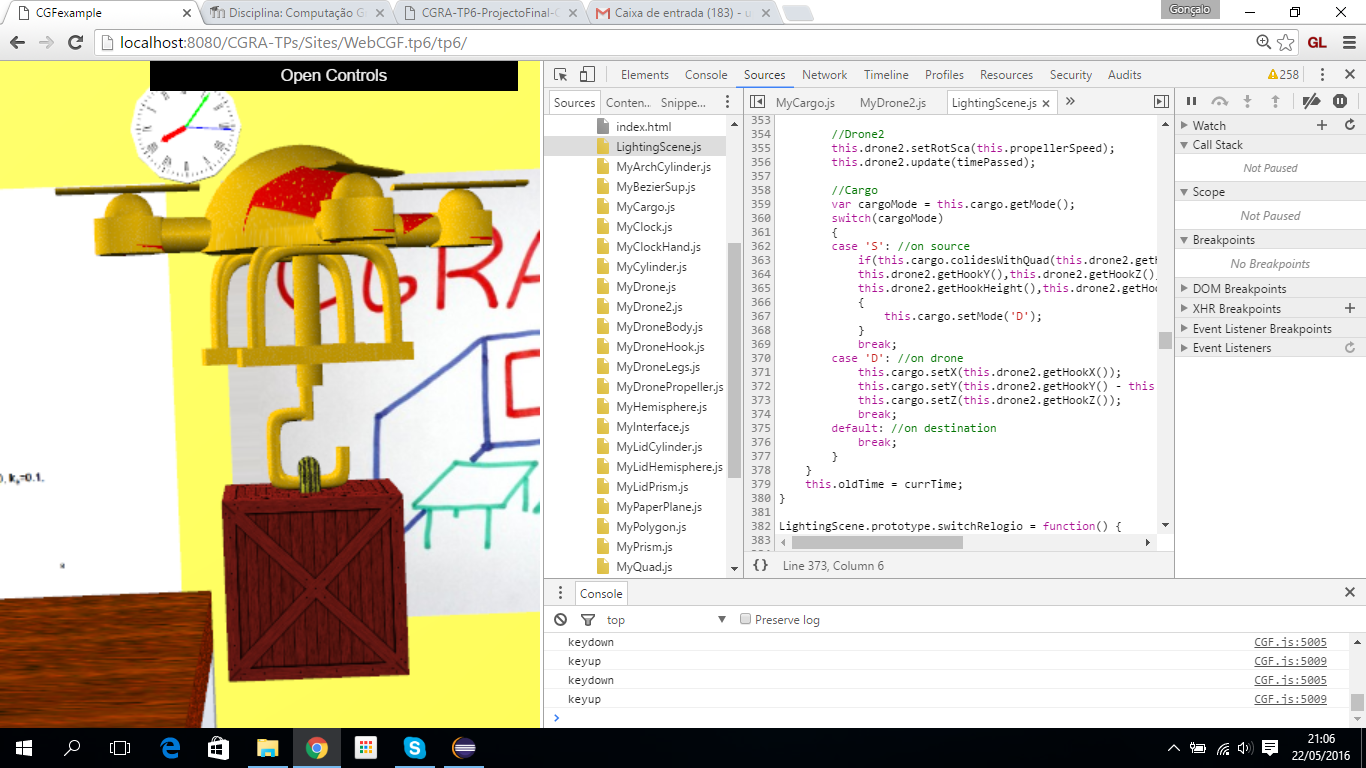 CGFexample
Disciplina: Computação G
CGRA-TP6-ProjectoFinal-
Caixa de entrada (183) - u
Gonçalo
localhost:8080/CGRA-TPs/Sites/WebCGF.tp6/tp6/
GL
Open Controls
CGRA
), k =0.1.
Elements Console Sources Network Timeline Profiles Resources Security Audits
258
Sources Conten... Snippe...
MyCargo.js MyDrone2.js LightingScene.js
index.html
LightingScene.js
MyArchCylinder.js
MyBezierSup.js
MyCargo.js
MyClock.js
MyClockHand.js
MyCylinder.js
MyDrone.js
MyDrone2.js
MyDroneBody.js
MyDroneHook.js
MyDroneLegs.js
MyDronePropeller.js
MyHemisphere.js
MyInterface.js
MyLidCylinder.js
MyLidHemisphere.js
MyLidPrism.js
MyPaperPlane.js
MyPolygon.js
MyPrism.js
MyQuad.js
353
354 //Drone2
355 this.drone2.setRotSca(this.propellerSpeed);
356 this.drone2.update(timePassed);
357
358 //Cargo
359 var cargoMode = this.cargo.getMode();
360 switch(cargoMode)
361 {
362 case 'S': //on source
363 if(this.cargo.colidesWithQuad(this.drone2.getH
364 this.drone2.getHookY(),this.drone2.getHookZ()
365 this.drone2.getHookHeight(),this.drone2.getHoo
366 {
367 this.cargo.setMode('D');
368 }
369 break;
370 case 'D': //on drone
371 this.cargo.setX(this.drone2.getHookX());
372 this.cargo.setY(this.drone2.getHookY() - this
373 this.cargo.setZ(this.drone2.getHookZ());
374 break;
375 default: //on destination
376 break;
377 }
378 }
379 this.oldTime = currTime;
380 }
381
382 LightingScene.prototype.switchRelogio = function() {
383
{} Line 373, Column 6
Watch
Call Stack
Not Paused
Scope
Not Paused
Breakpoints
No Breakpoints
DOM Breakpoints
XHR Breakpoints
Event Listener Breakpoints
Event Listeners
Console
top
Preserve log
keydown CGF.js:5005
keyup CGF.js:5009
keydown CGF.js:5005
keyup CGF.js:5009
21:06
22/05/2016